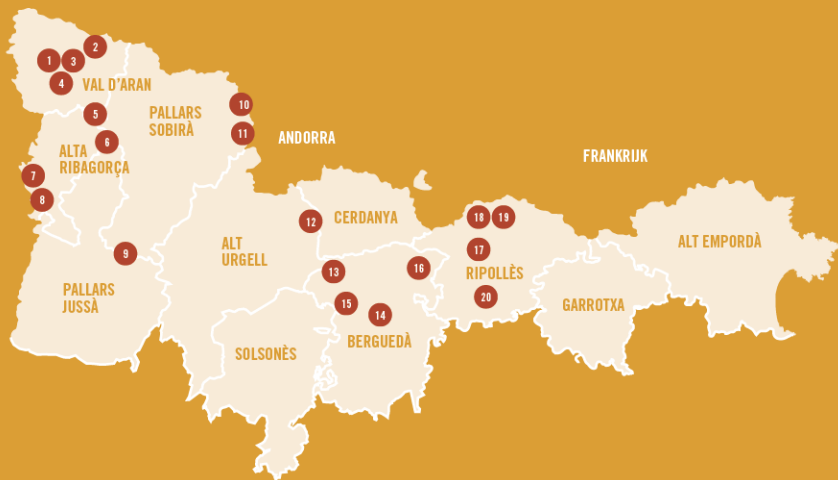 2
1
3
4
VAL D'ARAN
10
PALLARS
SOBIRÀ
5
11
ANDORRA
6
ALTA
RIBAGORÇA
FRANKRIJK
7
8
12
CERDANYA
18
19
ALT
URGELL
ALT EMPORDÀ
9
17
13
16
RIPOLLÈS
PALLARS
JUSSÀ
15
14
20
GARROTXA
BERGUEDÀ
SOLSONÈS